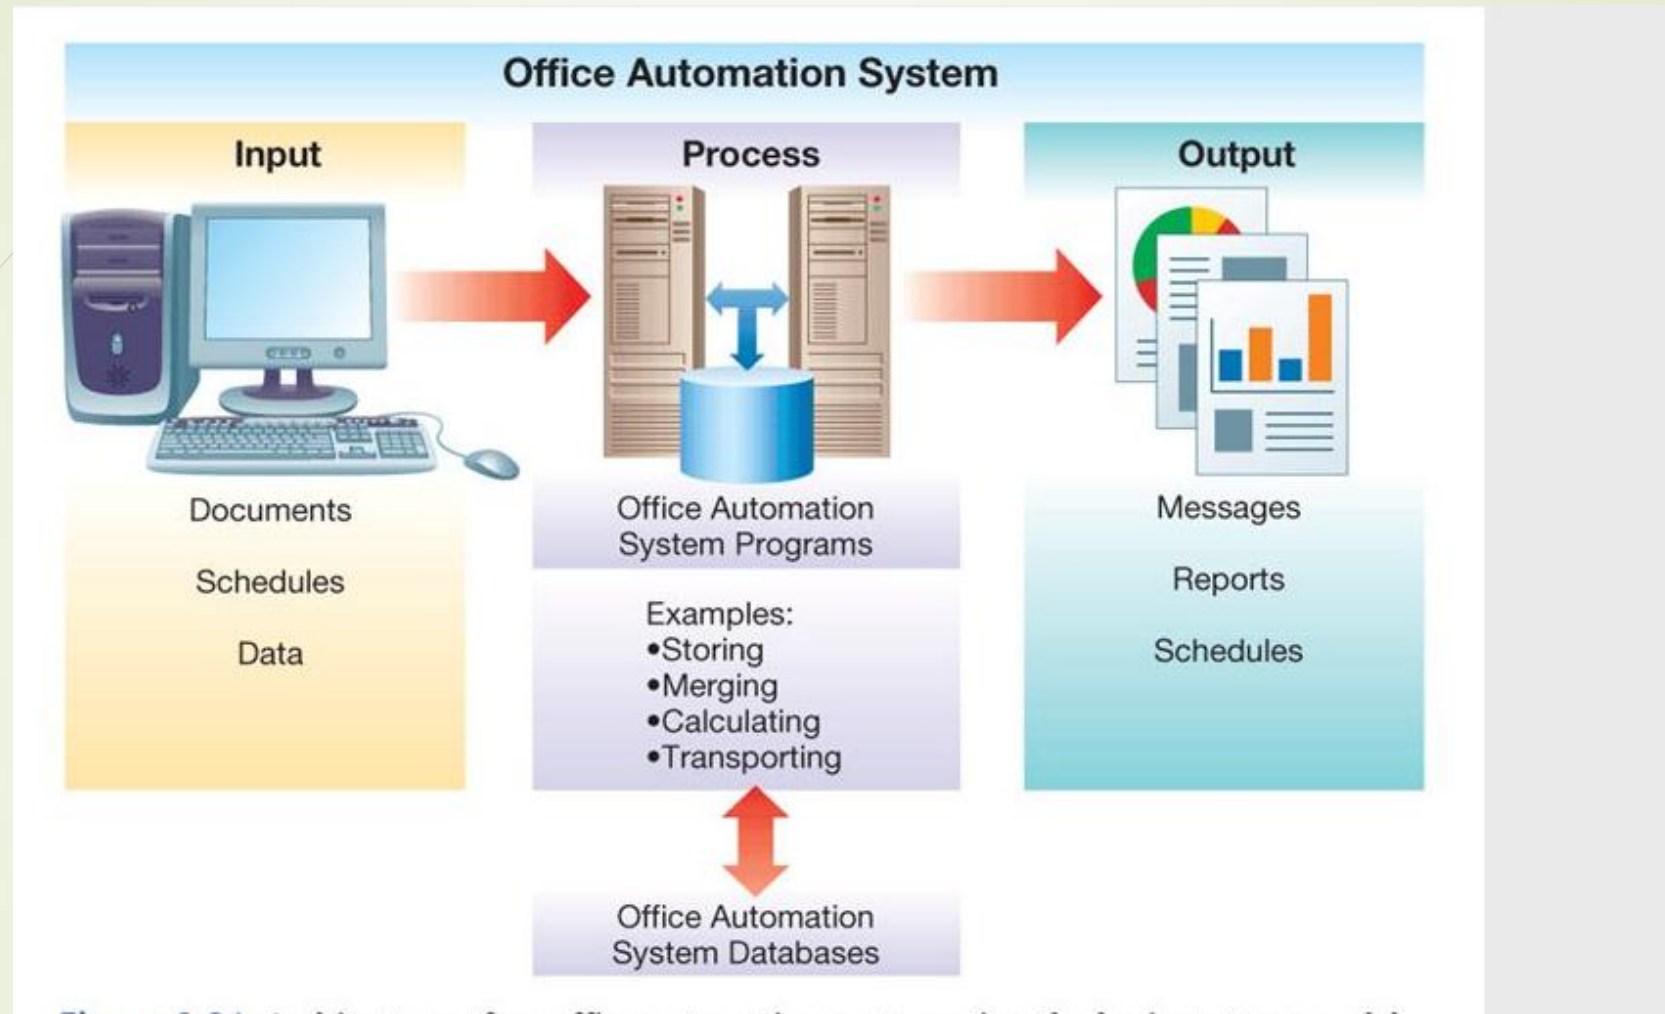 Office Automation System
Input
Process
Output
Documents
Schedules
Data
Office Automation
System Programs
Examples:
•Storing
•Merging
•Calculating
•Transporting
Office Automation
System Databases
Messages
Reports
Schedules